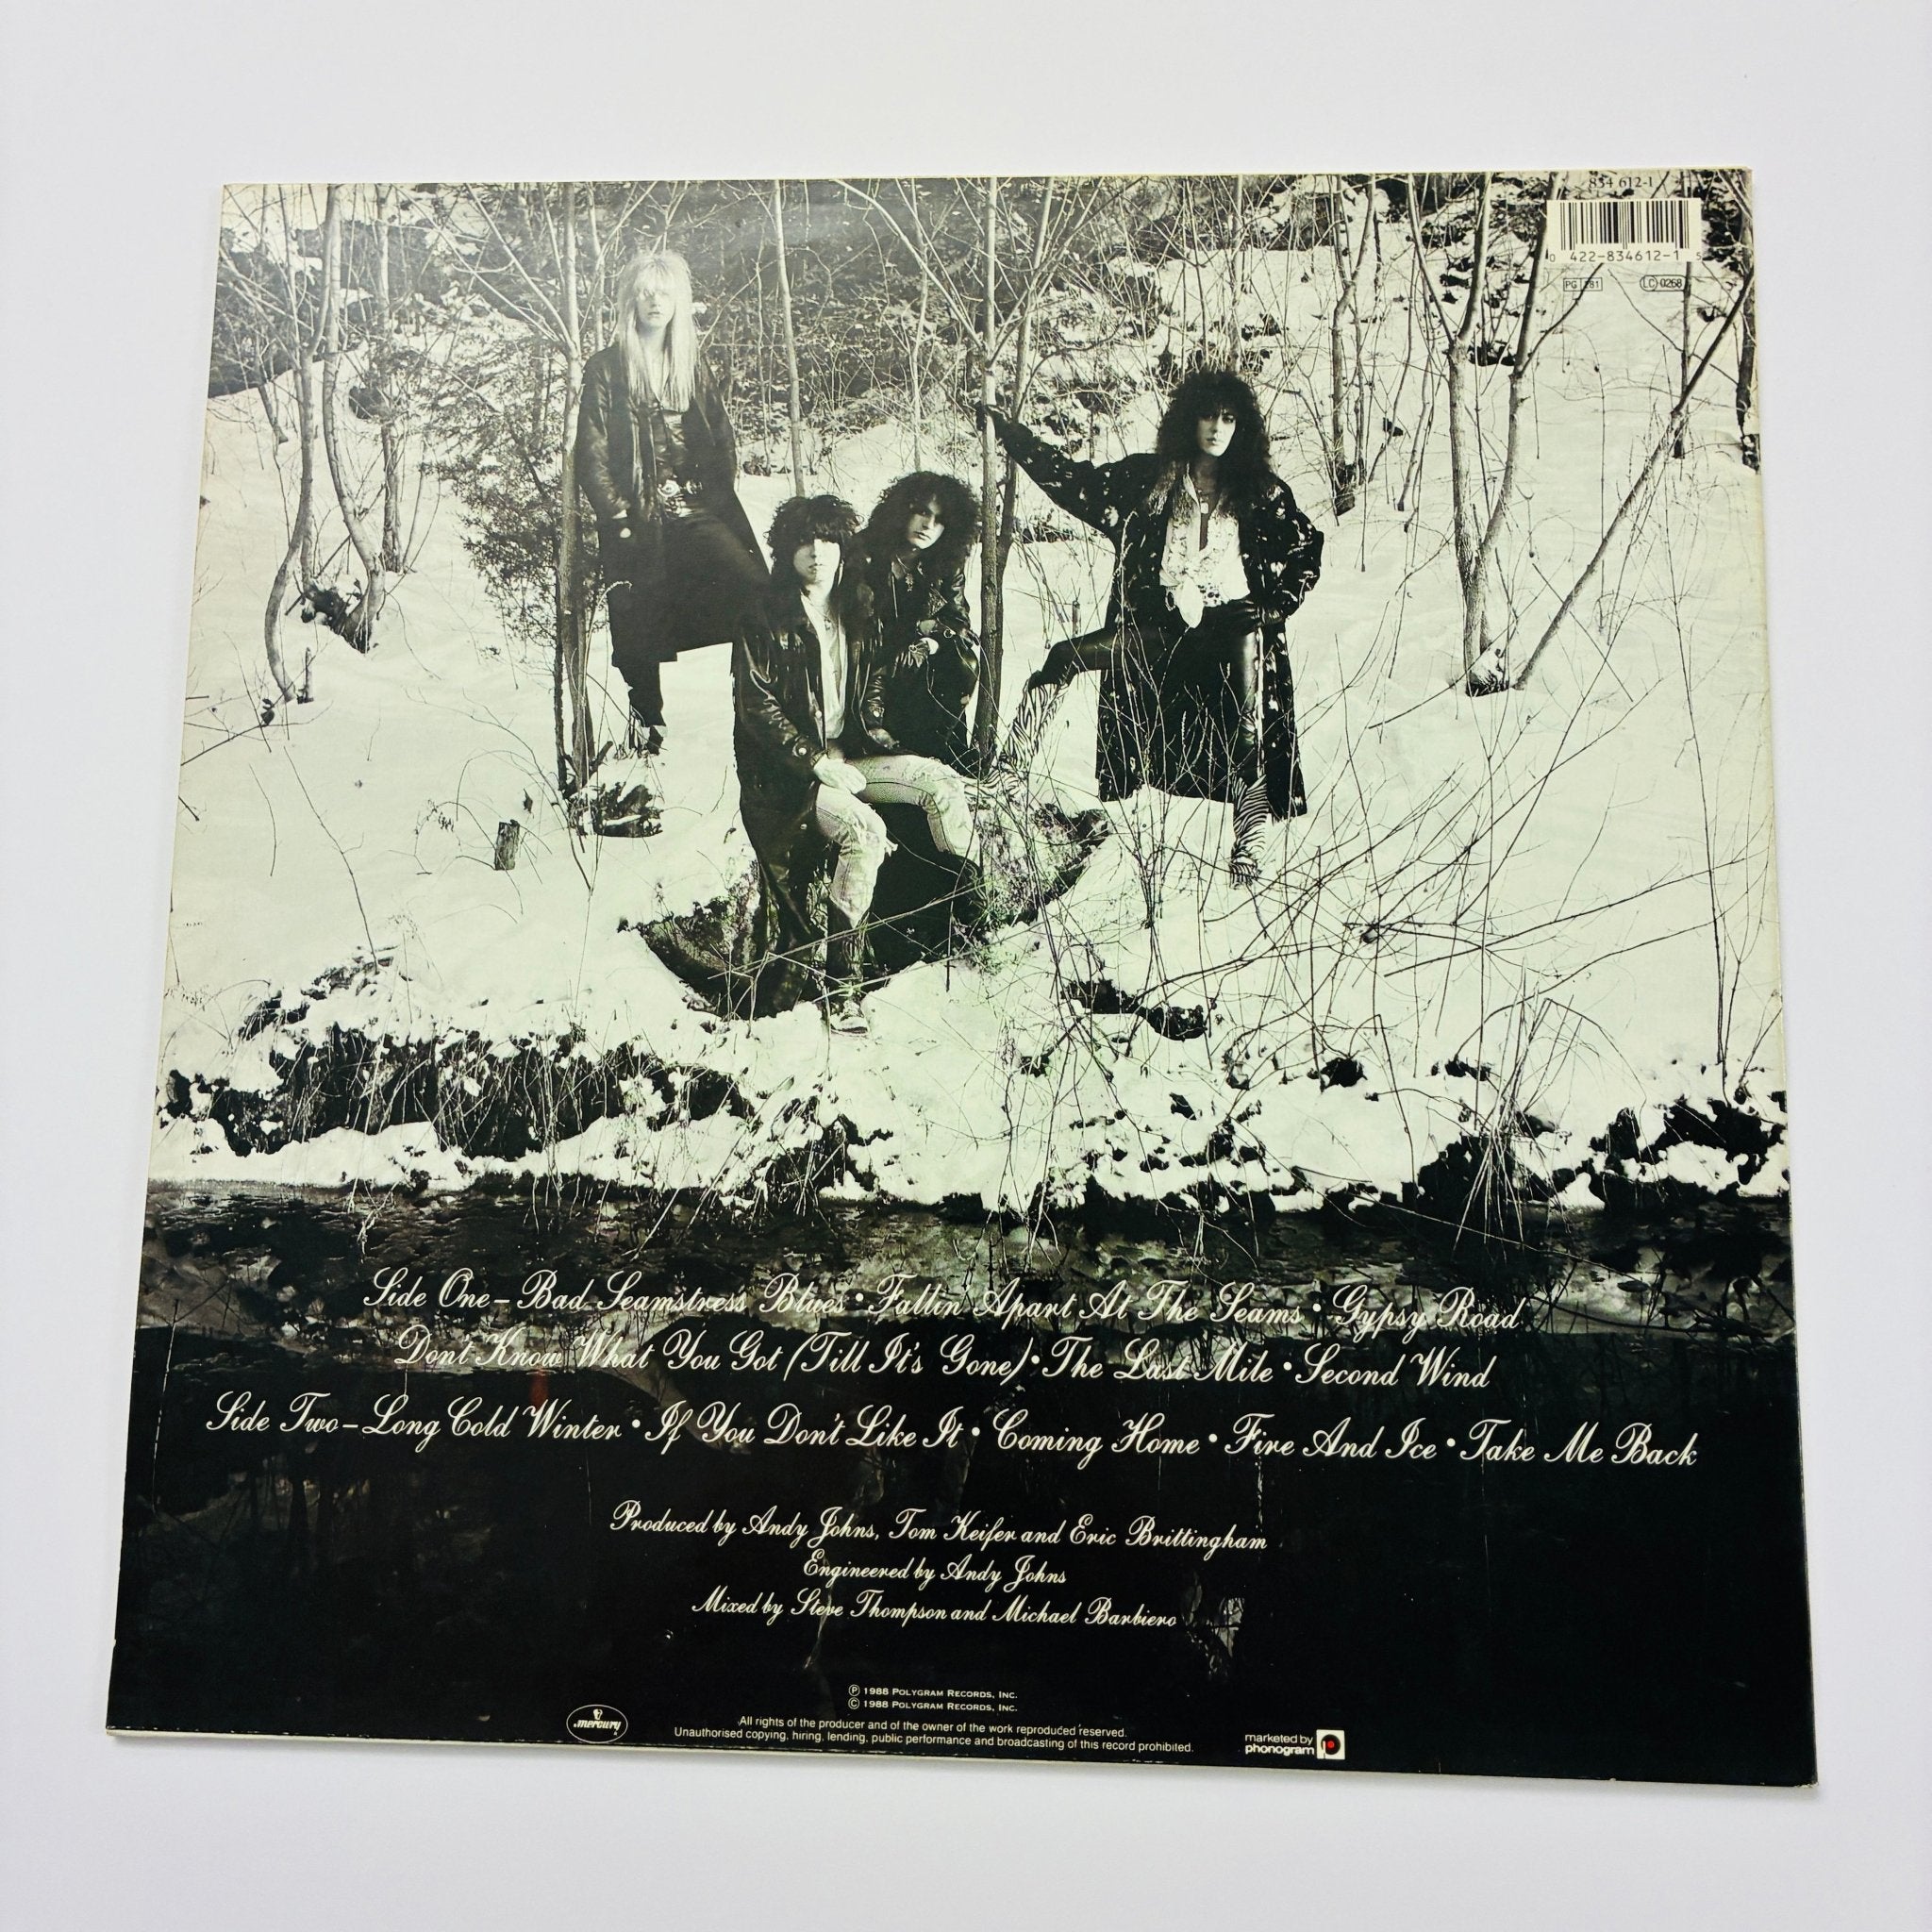 834 612-1
0 422-834612-1 5
PG 381
LC 0268
Side One – Bad Seamstress Blues • Fallin Apart At The Seams • Gypsy Road
Don't Know What You Got (Till It's Gone) • The Last Mile • Second Wind
Side Two – Long Cold Winter • If You Don't Like It • Coming Home • Fire And Ice • Take Me Back
Produced by Andy Johns, Tom Keifer and Eric Brittingham
Engineered by Andy Johns
Mixed by Steve Thompson and Michael Barbiero
℗ 1988 POLYGRAM RECORDS, INC.
© 1988 POLYGRAM RECORDS, INC.
mercury
All rights of the producer and of the owner of the work reproduced reserved.
Unauthorised copying, hiring, lending, public performance and broadcasting of this record prohibited.
marketed by
phonogram